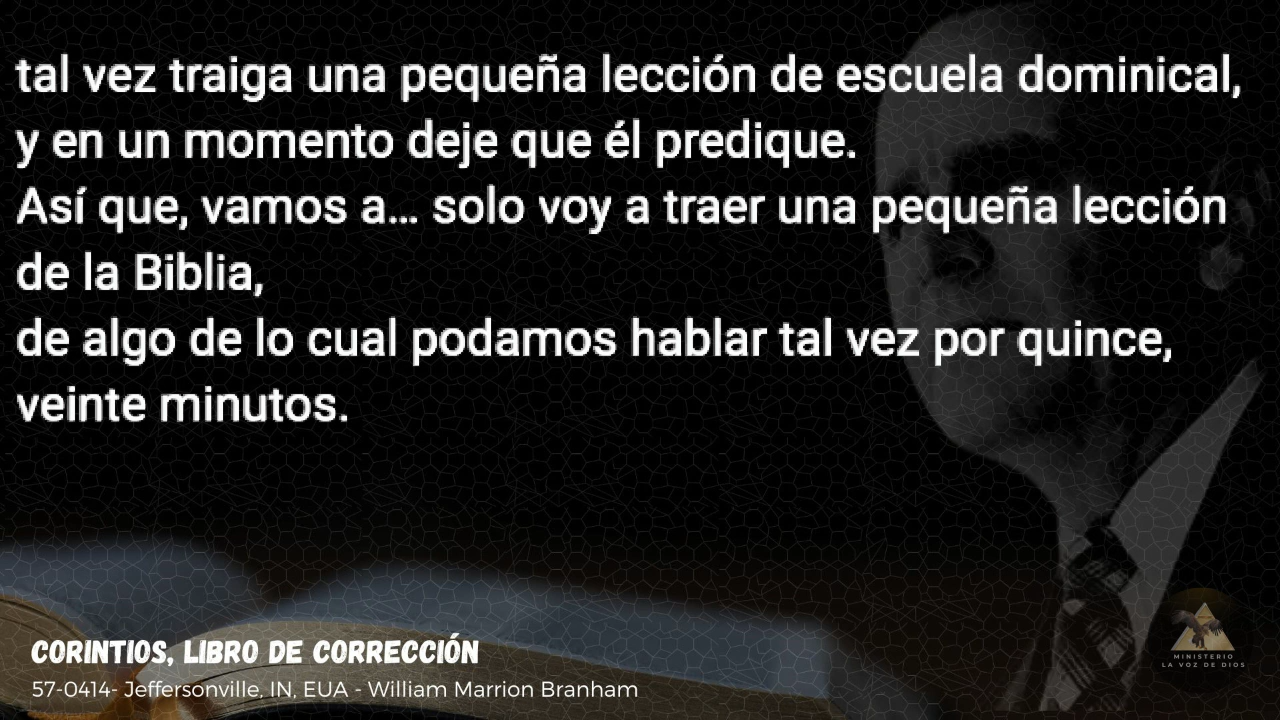 tal vez traiga una pequeña lección de escuela dominical,
y en un momento deje que él predique.
Así que, vamos a... solo voy a traer una pequeña lección
de la Biblia,
de algo de lo cual podamos hablar tal vez por quince,
veinte minutos.
CORINTIOS, LIBRO DE CORRECCIÓN
57-0414- Jeffersonville, IN, EUA - William Marrion Branham
MINISTERIO
LA VOZ DE DIOS